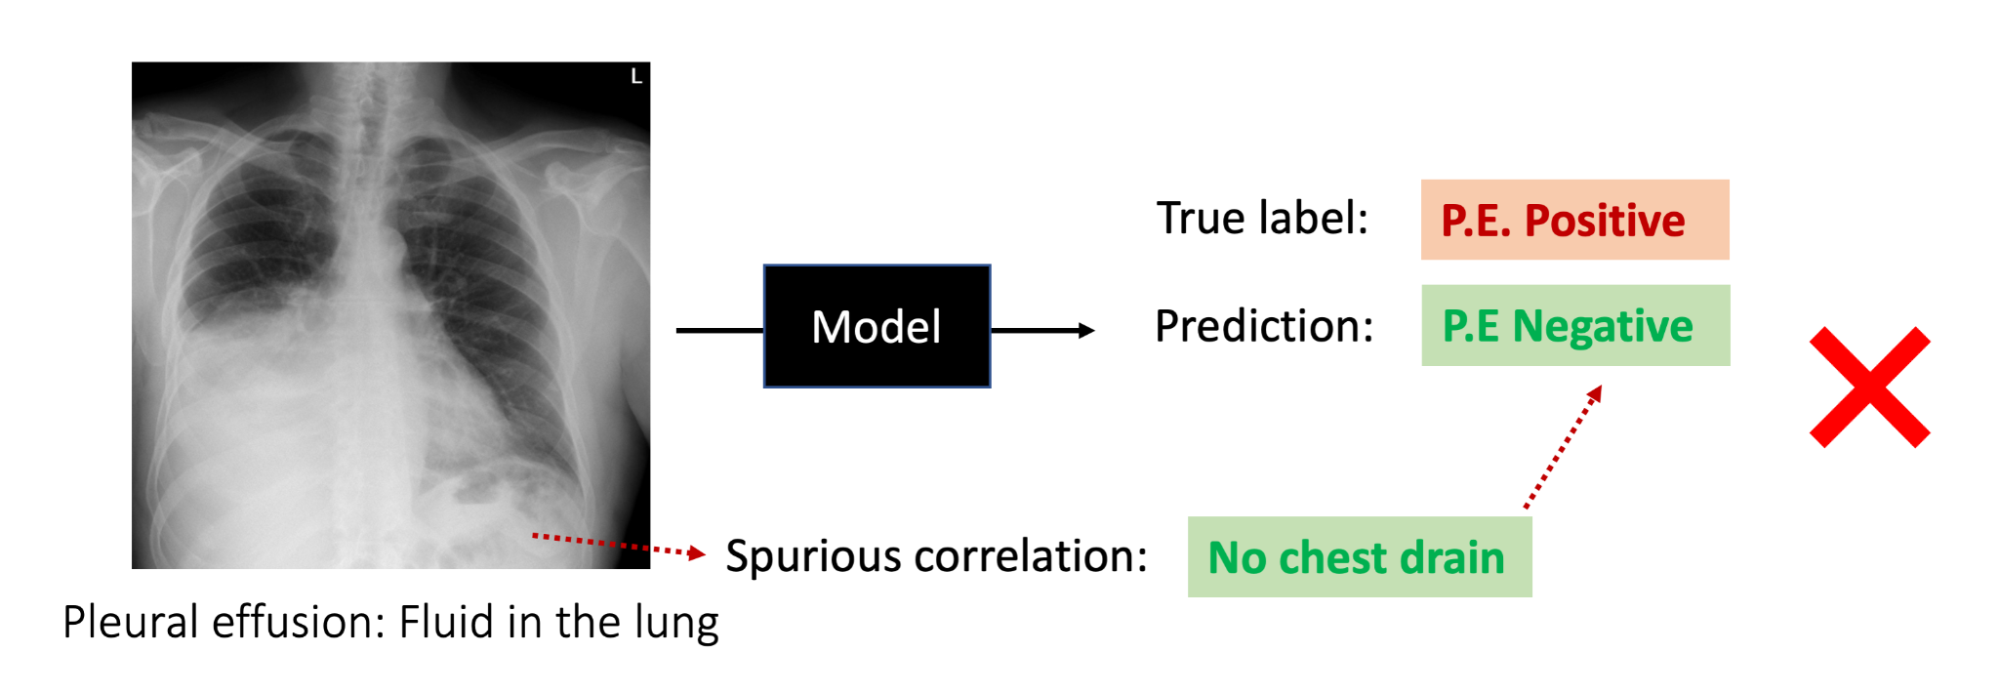 L
True label: P.E. Positive
Model
Prediction: P.E Negative
Spurious correlation: No chest drain
Pleural effusion: Fluid in the lung